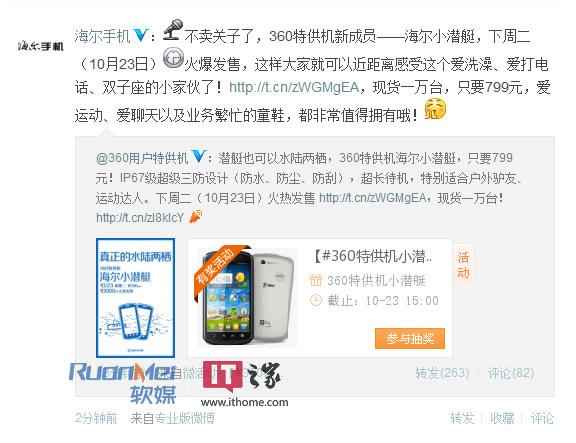 海尔手机
海尔手机：不卖关子了，360特供机新成员——海尔小潜艇，下周二
（10月23日）火爆发售，这样大家就可以近距离感受这个爱洗澡、爱打电
话、双子座的小家伙了！http://t.cn/zWGMgEA，现货一万台，只要799元，爱
运动、爱聊天以及业务繁忙的童鞋，都非常值得拥有哦！
@360用户特供机：潜艇也可以水陆两栖，360特供机海尔小潜艇，只要799
元！IP67级超级三防设计（防水、防尘、防刮），超长待机，特别适合户外驴友、
运动达人。下周二（10月23日）火热发售 http://t.cn/zWGMgEA，现货一万台！
http://t.cn/zl8klcY
真正的水陆两栖
海尔小潜艇
有奖活动
【#360特供机小潜..
360特供机小潜艇
截止：10-23 15:00
参与抽奖
活动
转发(263) 评论(82)
RuanMei
软媒
IT之家
www.ithome.com
2分钟前 来自专业版微博
转发 收藏 评论